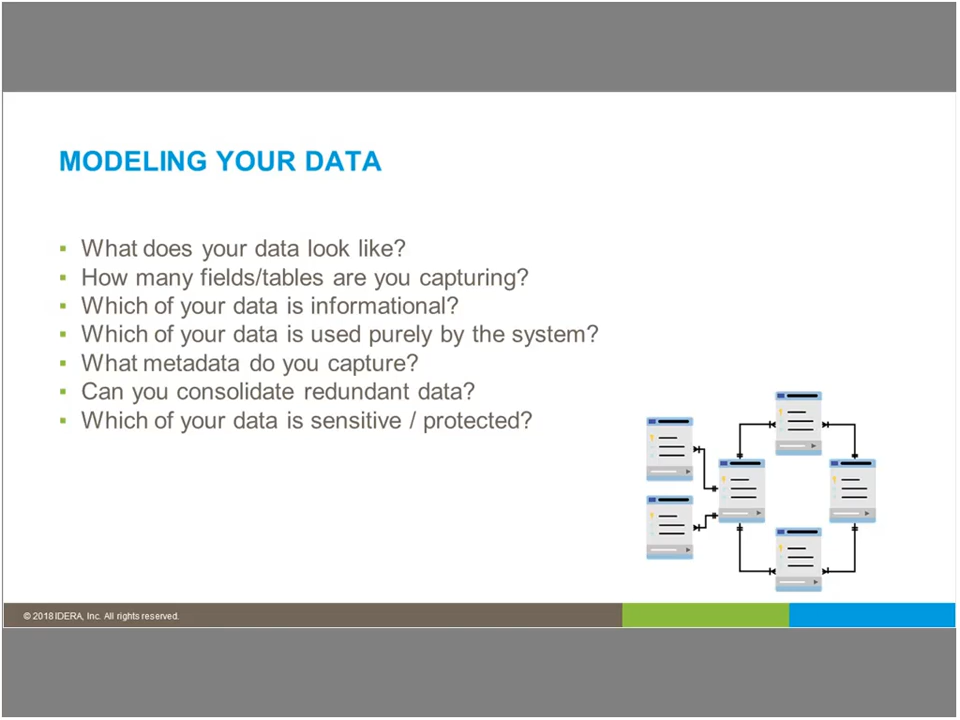 MODELING YOUR DATA
▪ What does your data look like?
▪ How many fields/tables are you capturing?
▪ Which of your data is informational?
▪ Which of your data is used purely by the system?
▪ What metadata do you capture?
▪ Can you consolidate redundant data?
▪ Which of your data is sensitive / protected?
© 2018 IDERA, Inc. All rights reserved.